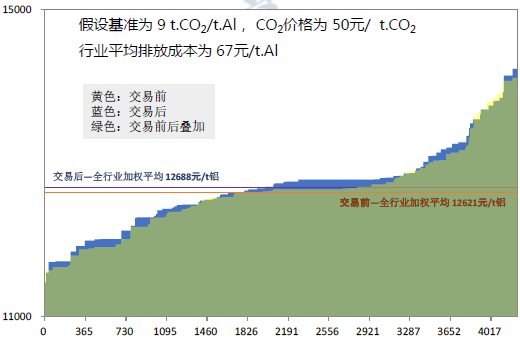 15000
假设基准为 9 t.CO2/t.Al ，CO2价格为 50元/ t.CO2
行业平均排放成本为 67元/t.Al
黄色：交易前
蓝色：交易后
绿色：交易前后叠加
交易后—全行业加权平均 12688元/t铝
交易前—全行业加权平均 12621元/t铝
11000
0 365 730 1095 1460 1826 2191 2556 2921 3287 3652 4017